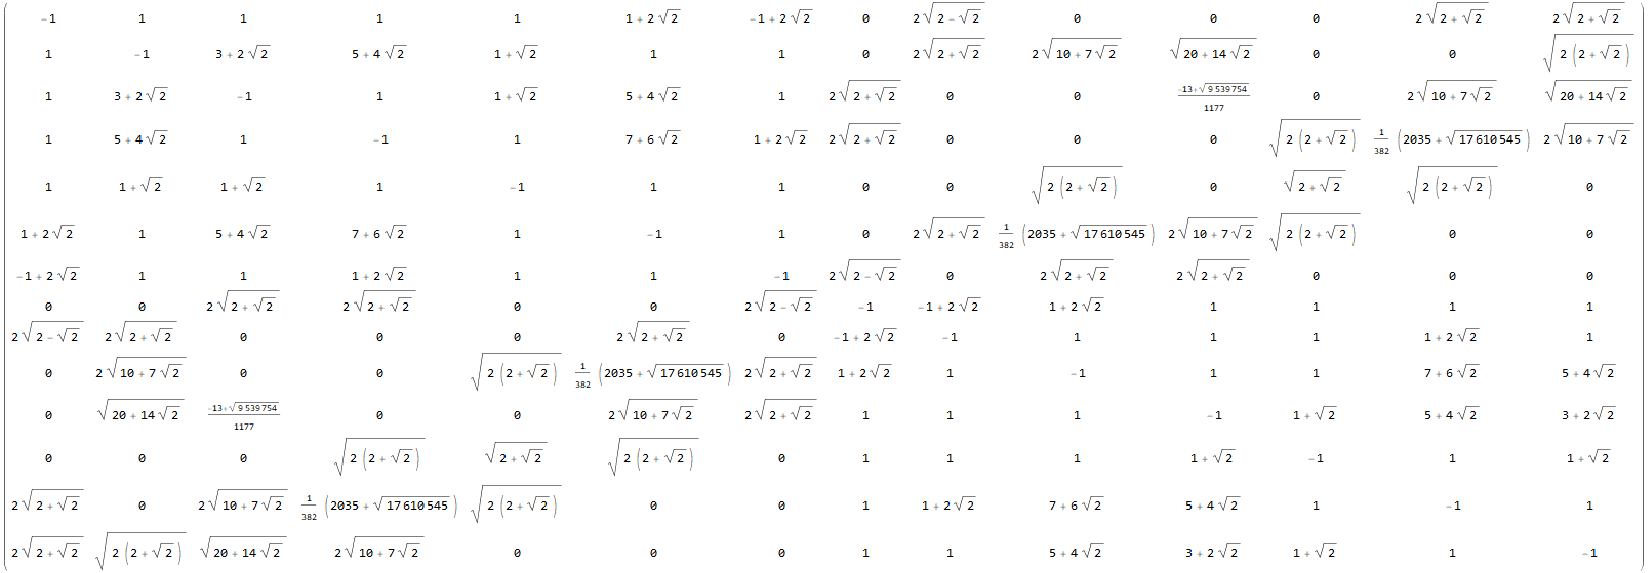 −1 1 1 1 1 1 + 2 √2 −1 + 2 √2 0 2 √(2 − √2) 0 0 0 2 √(2 + √2) 2 √(2 + √2)
1 −1 3 + 2 √2 5 + 4 √2 1 + √2 1 1 0 2 √(2 + √2) 2 √(10 + 7 √2) √(20 + 14 √2) 0 0 √(2 (2 + √2))
1 3 + 2 √2 −1 1 1 + √2 5 + 4 √2 1 2 √(2 + √2) 0 0 (−13+√9 539 754)/1177 0 2 √(10 + 7 √2) √(20 + 14 √2)
1 5 + 4 √2 1 −1 1 7 + 6 √2 1 + 2 √2 2 √(2 + √2) 0 0 0 √(2 (2 + √2)) 1/382 (2035 + √17 610 545) 2 √(10 + 7 √2)
1 1 + √2 1 + √2 1 −1 1 1 0 0 √(2 (2 + √2)) 0 √(2 + √2) √(2 (2 + √2)) 0
1 + 2 √2 1 5 + 4 √2 7 + 6 √2 1 −1 1 0 2 √(2 + √2) 1/382 (2035 + √17 610 545) 2 √(10 + 7 √2) √(2 (2 + √2)) 0 0
−1 + 2 √2 1 1 1 + 2 √2 1 1 −1 2 √(2 − √2) 0 2 √(2 + √2) 2 √(2 + √2) 0 0 0
0 0 2 √(2 + √2) 2 √(2 + √2) 0 0 2 √(2 − √2) −1 −1 + 2 √2 1 + 2 √2 1 1 1 1
2 √(2 − √2) 2 √(2 + √2) 0 0 0 2 √(2 + √2) 0 −1 + 2 √2 −1 1 1 1 1 + 2 √2 1
0 2 √(10 + 7 √2) 0 0 √(2 (2 + √2)) 1/382 (2035 + √17 610 545) 2 √(2 + √2) 1 + 2 √2 1 −1 1 1 7 + 6 √2 5 + 4 √2
0 √(20 + 14 √2) (−13+√9 539 754)/1177 0 0 2 √(10 + 7 √2) 2 √(2 + √2) 1 1 1 −1 1 + √2 5 + 4 √2 3 + 2 √2
0 0 0 √(2 (2 + √2)) √(2 + √2) √(2 (2 + √2)) 0 1 1 1 1 + √2 −1 1 1 + √2
2 √(2 + √2) 0 2 √(10 + 7 √2) 1/382 (2035 + √17 610 545) √(2 (2 + √2)) 0 0 1 1 + 2 √2 7 + 6 √2 5 + 4 √2 1 −1 1
2 √(2 + √2) √(2 (2 + √2)) √(20 + 14 √2) 2 √(10 + 7 √2) 0 0 0 1 1 5 + 4 √2 3 + 2 √2 1 + √2 1 −1